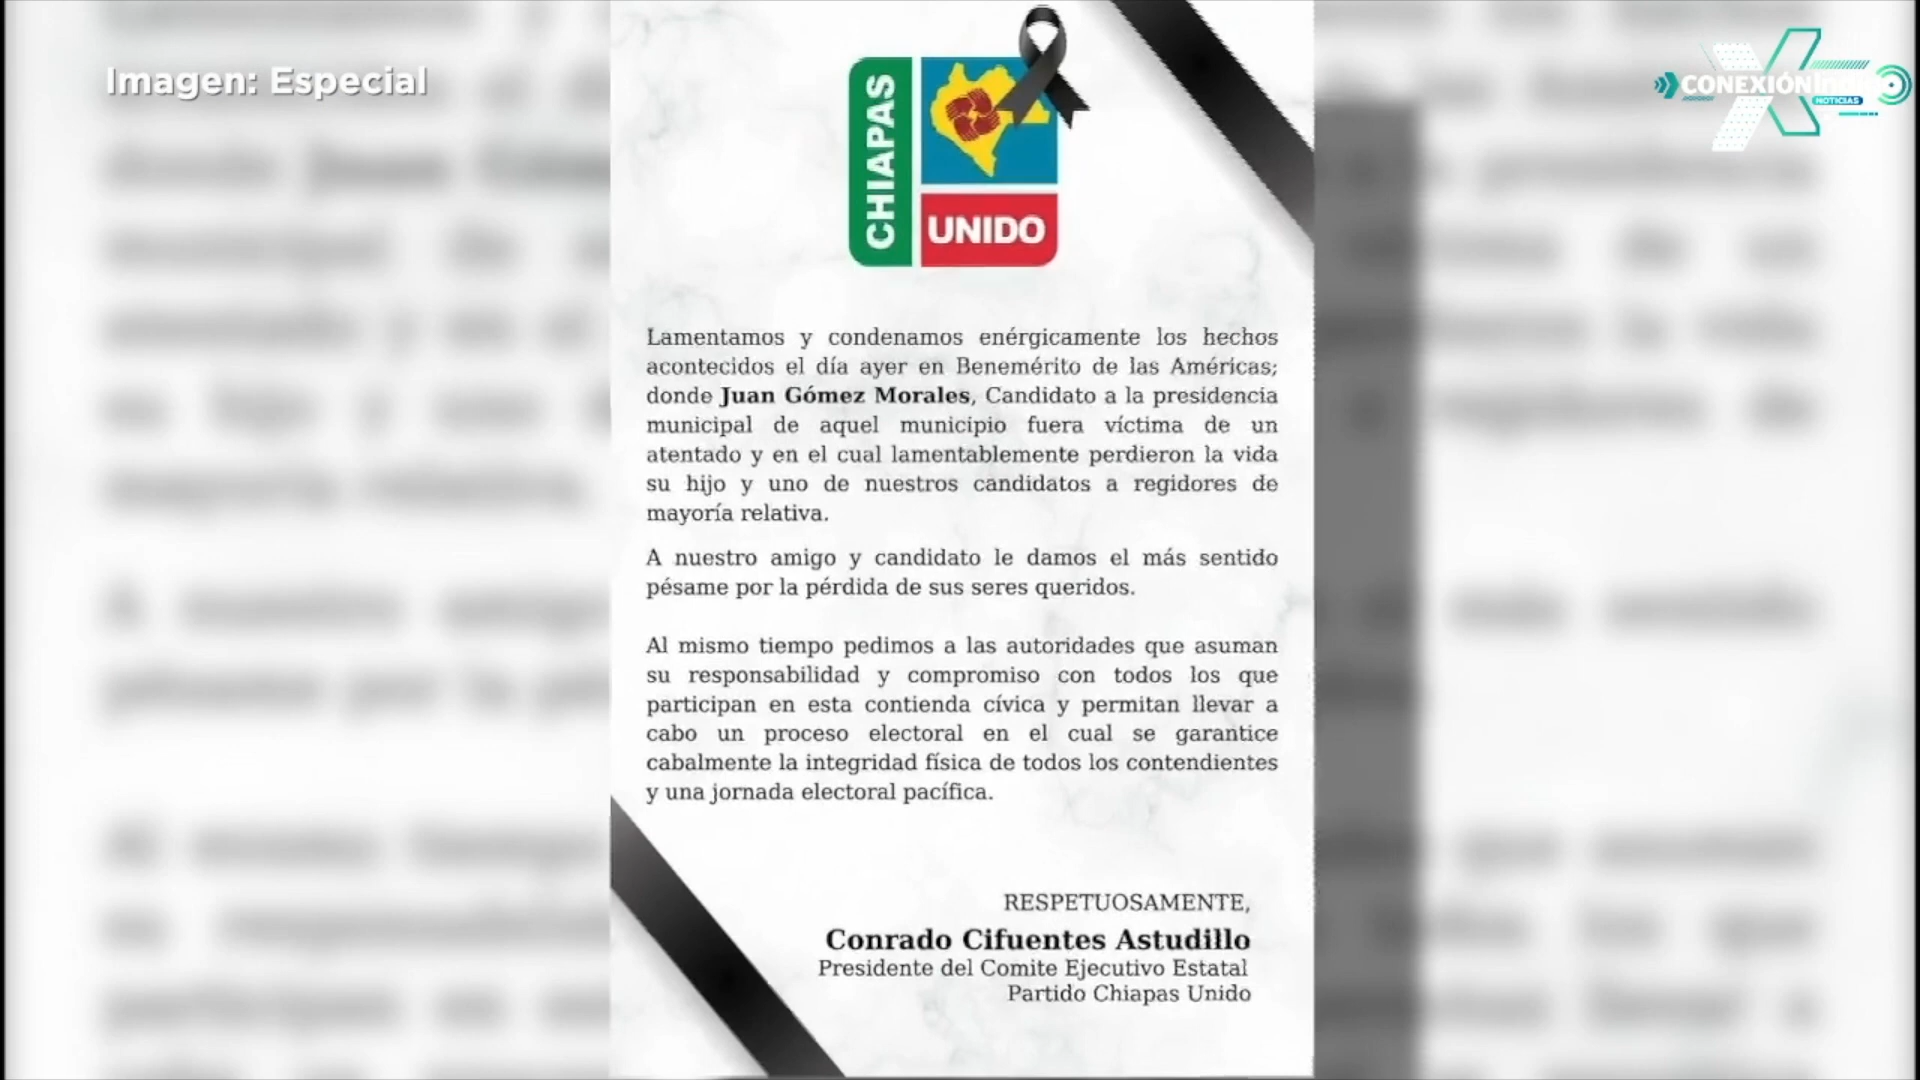 Imagen: Especial
CONEXIÓN
NOTICIAS
CHIAPAS
UNIDO
Lamentamos y condenamos enérgicamente los hechos
acontecidos el día ayer en Benemérito de las Américas;
donde Juan Gómez Morales, Candidato a la presidencia
municipal de aquel municipio fuera víctima de un
atentado y en el cual lamentablemente perdieron la vida
su hijo y uno de nuestros candidatos a regidores de
mayoría relativa.
A nuestro amigo y candidato le damos el más sentido
pésame por la pérdida de sus seres queridos.
Al mismo tiempo pedimos a las autoridades que asuman
su responsabilidad y compromiso con todos los que
participan en esta contienda cívica y permitan llevar a
cabo un proceso electoral en el cual se garantice
cabalmente la integridad física de todos los contendientes
y una jornada electoral pacífica.
RESPETUOSAMENTE,
Conrado Cifuentes Astudillo
Presidente del Comite Ejecutivo Estatal
Partido Chiapas Unido